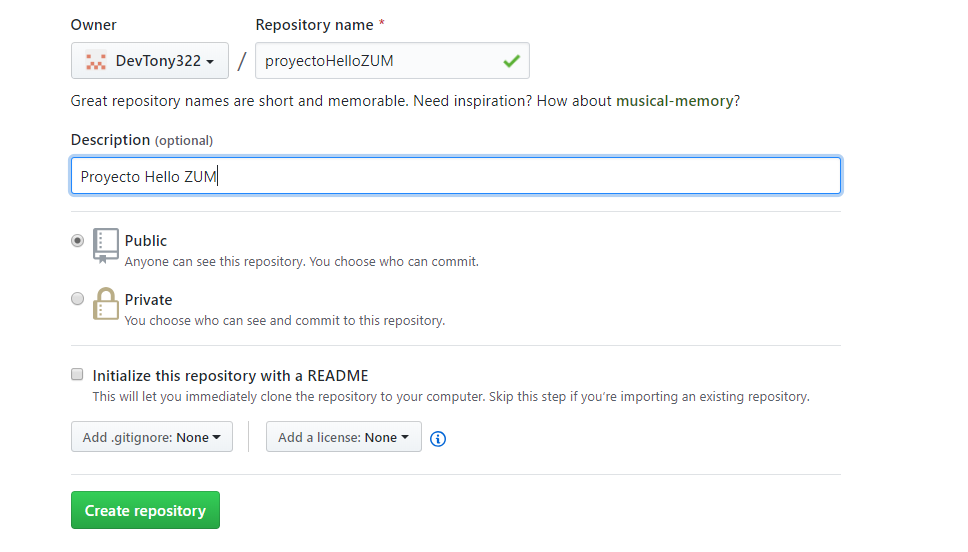 Owner
Repository name *
DevTony322 / proyectoHelloZUM
Great repository names are short and memorable. Need inspiration? How about musical-memory?
Description (optional)
Proyecto Hello ZUM
Public
Anyone can see this repository. You choose who can commit.
Private
You choose who can see and commit to this repository.
Initialize this repository with a README
This will let you immediately clone the repository to your computer. Skip this step if you’re importing an existing repository.
Add .gitignore: None
Add a license: None
Create repository